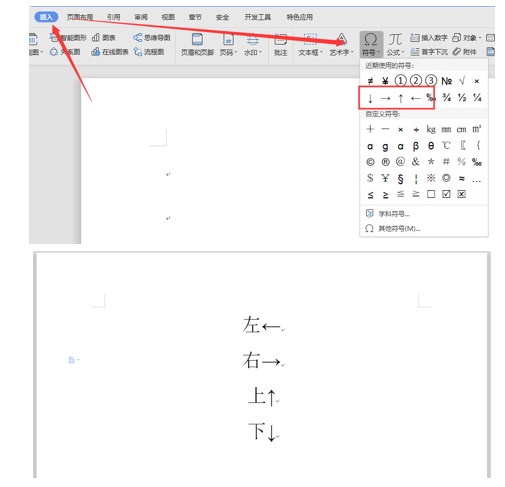 插入 页面布局 引用 审阅 视图 章节 安全 开发工具 特色应用
智能图形 图表 思维导图 插入数字 对象
关系图 在线图表 流程图 页眉和页脚 页码 水印 批注 文本框 艺术字 符号 公式 首字下沉 附件
近期使用的符号:
≠ ¥ ① ② ③ № √ ×
↓ → ↑ ← ‰ ¾ ½ ¼
自定义符号:
＋ － × ÷ ㎏ ㎜ ㎝ ㎡
ɑ ɡ α β θ ℃ 〖 {
© ® @ & * # % ‰
$ ¥ § ¦ ※ ◎ ≈ …
≤ ≥ ≦ ≧ □ ☑ ☒
学科符号...
其他符号(M)...
左←
右→
上↑
下↓